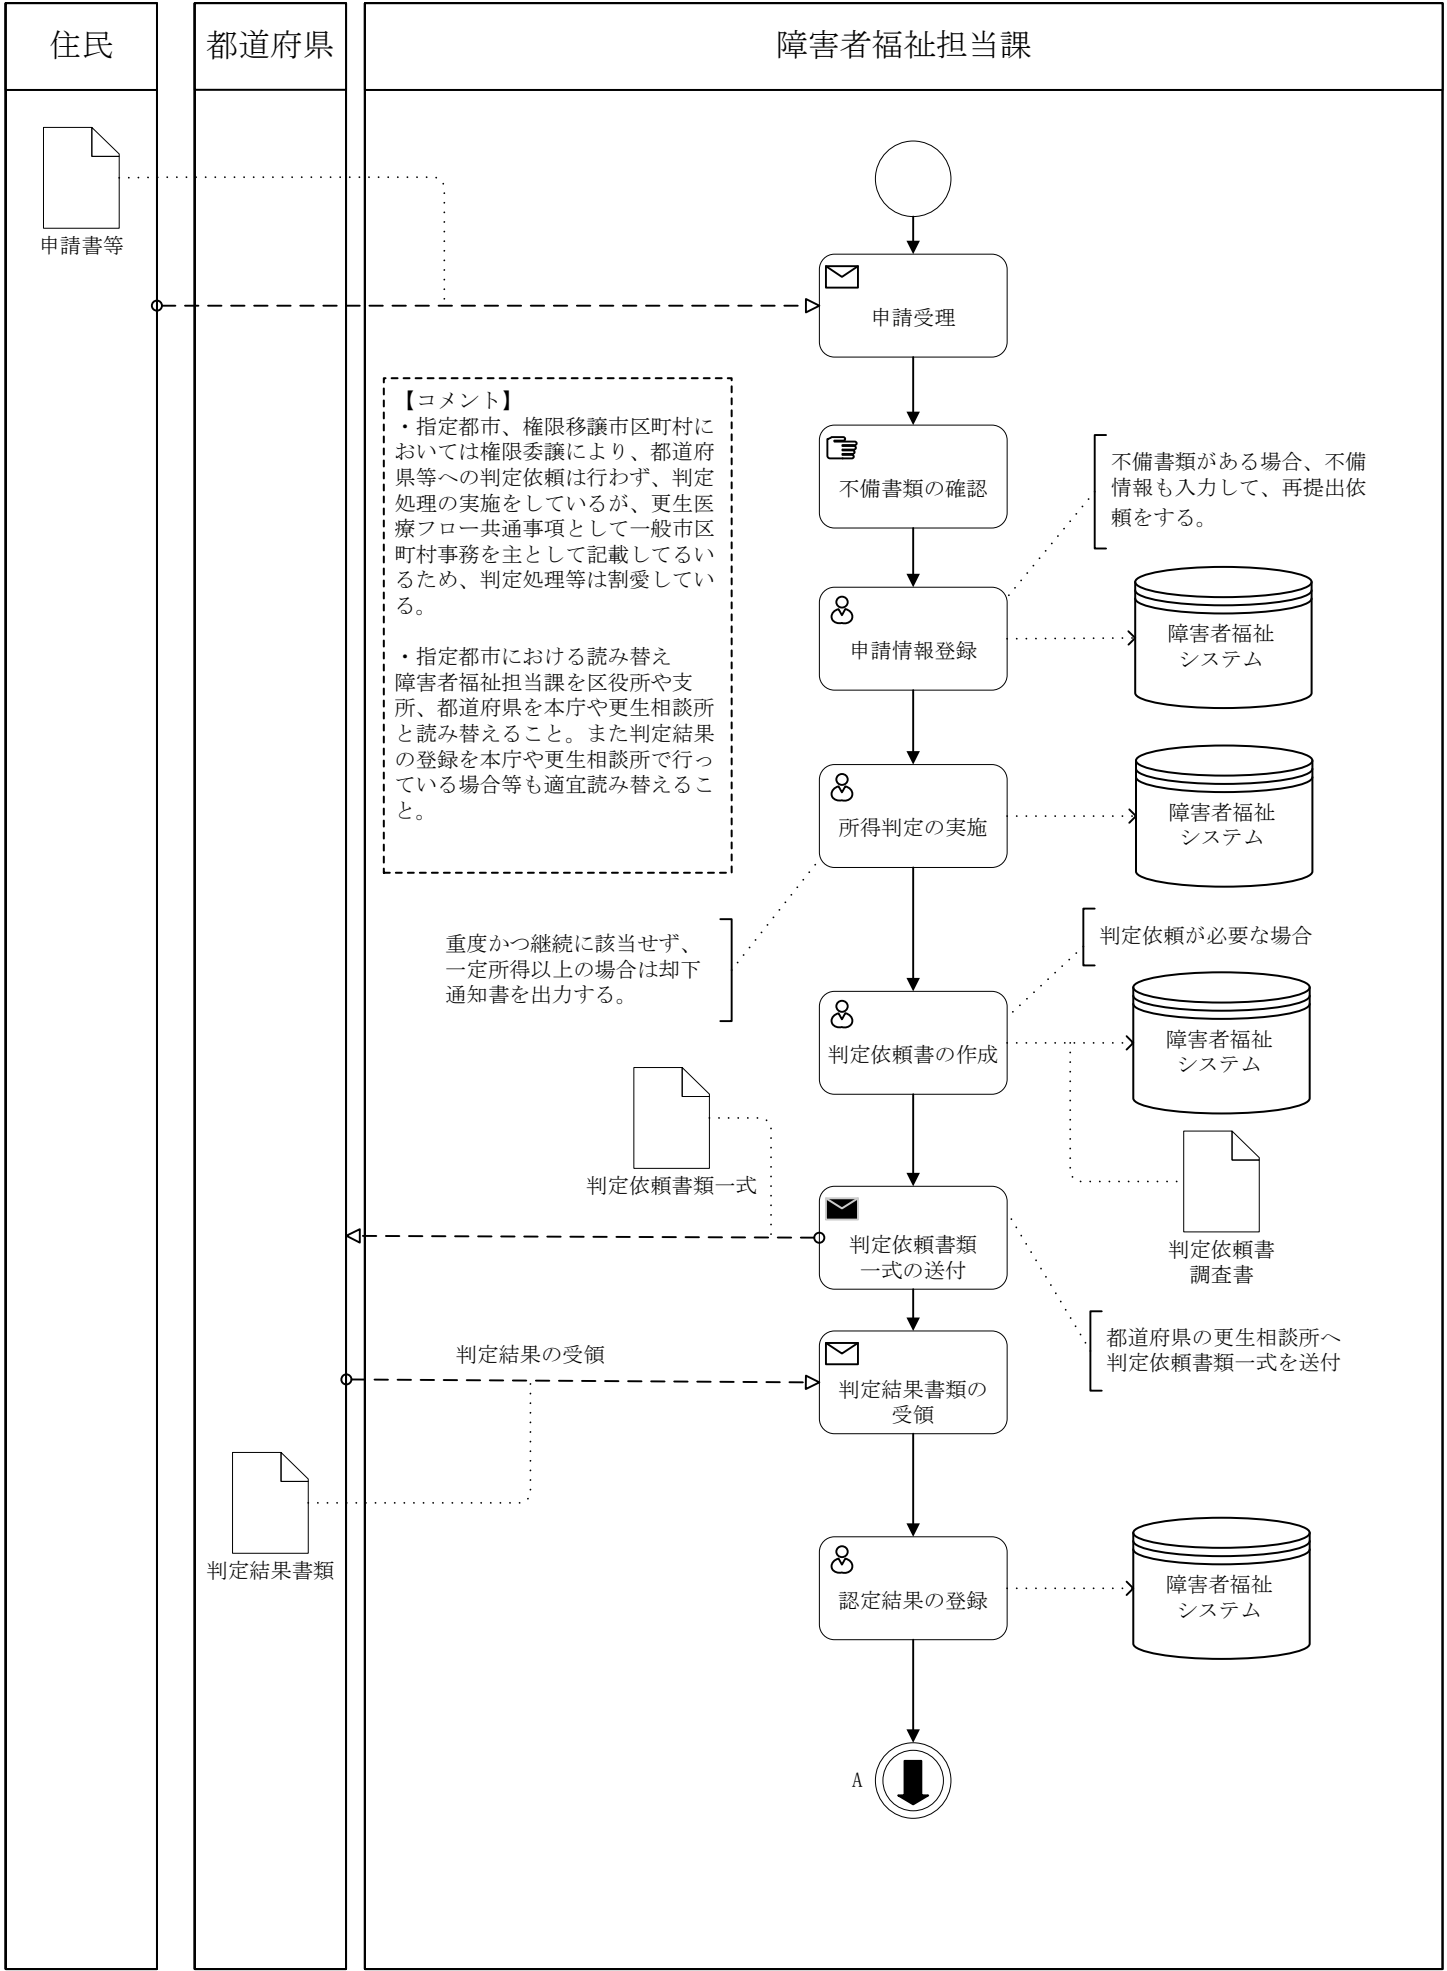 住民
都道府県
障害者福祉担当課
申請書等
申請受理
【コメント】
・指定都市、権限移譲市区町村に
おいては権限委譲により、都道府
県等への判定依頼は行わず、判定
処理の実施をしているが、更生医
療フロー共通事項として一般市区
町村事務を主として記載してるい
るため、判定処理等は割愛してい
る。
・指定都市における読み替え
障害者福祉担当課を区役所や支
所、都道府県を本庁や更生相談所
と読み替えること。また判定結果
の登録を本庁や更生相談所で行っ
ている場合等も適宜読み替えるこ
と。
不備書類の確認
不備書類がある場合、不備
情報も入力して、再提出依
頼をする。
申請情報登録
障害者福祉
システム
所得判定の実施
障害者福祉
システム
重度かつ継続に該当せず、
一定所得以上の場合は却下
通知書を出力する。
判定依頼が必要な場合
判定依頼書の作成
障害者福祉
システム
判定依頼書類一式
判定依頼書
調査書
判定依頼書類
一式の送付
都道府県の更生相談所へ
判定依頼書類一式を送付
判定結果の受領
判定結果書類の
受領
判定結果書類
認定結果の登録
障害者福祉
システム
A